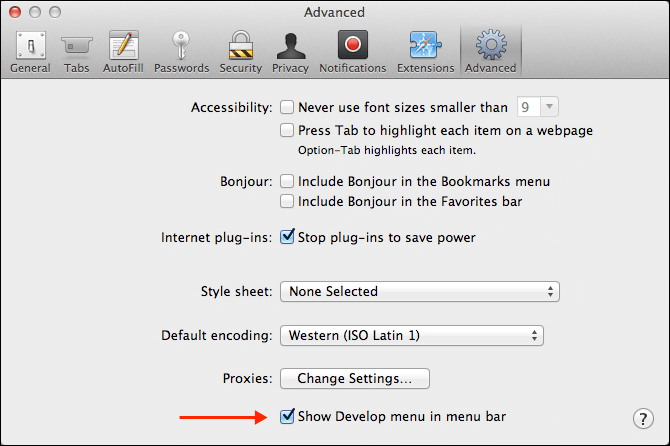 Advanced
General Tabs AutoFill Passwords Security Privacy Notifications Extensions Advanced
Accessibility: Never use font sizes smaller than 9
Press Tab to highlight each item on a webpage
Option-Tab highlights each item.
Bonjour: Include Bonjour in the Bookmarks menu
Include Bonjour in the Favorites bar
Internet plug-ins: Stop plug-ins to save power
Style sheet: None Selected
Default encoding: Western (ISO Latin 1)
Proxies: Change Settings...
Show Develop menu in menu bar ?